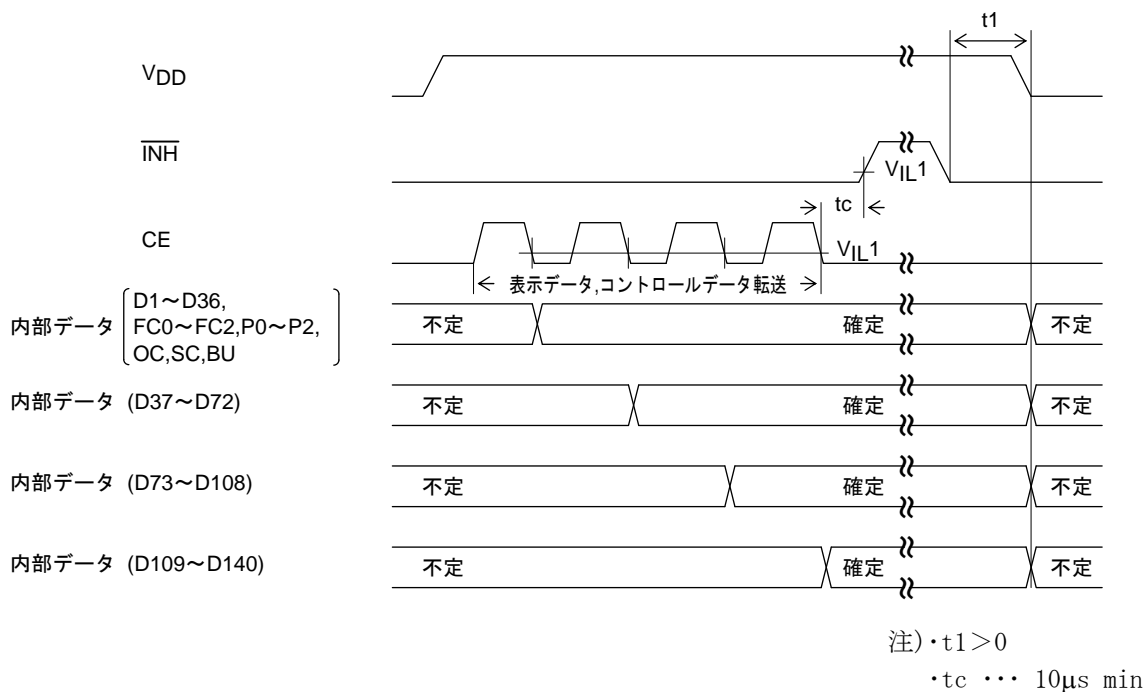 t1
VDD
INH
VIL1
tc
CE
VIL1
表示データ,コントロールデータ転送
内部データ
D1～D36,
FC0～FC2,P0～P2,
OC,SC,BU
不定 確定 不定
内部データ (D37～D72) 不定 確定 不定
内部データ (D73～D108) 不定 確定 不定
内部データ (D109～D140) 不定 確定 不定
注)・t1＞0
・tc ･･･ 10μs min